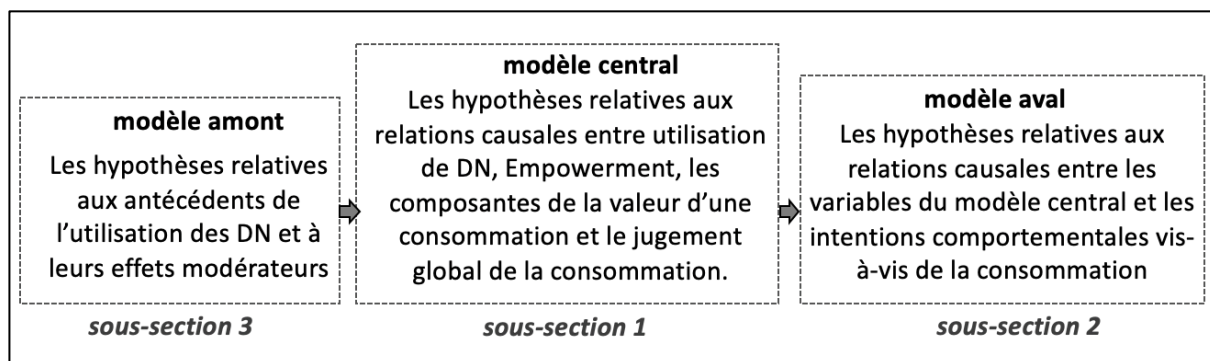 modèle amont
Les hypothèses relatives
aux antécédents de
l’utilisation des DN et à
leurs effets modérateurs
sous-section 3
modèle central
Les hypothèses relatives aux
relations causales entre utilisation
de DN, Empowerment, les
composantes de la valeur d’une
consommation et le jugement
global de la consommation.
sous-section 1
modèle aval
Les hypothèses relatives aux
relations causales entre les
variables du modèle central et les
intentions comportementales vis-
à-vis de la consommation
sous-section 2